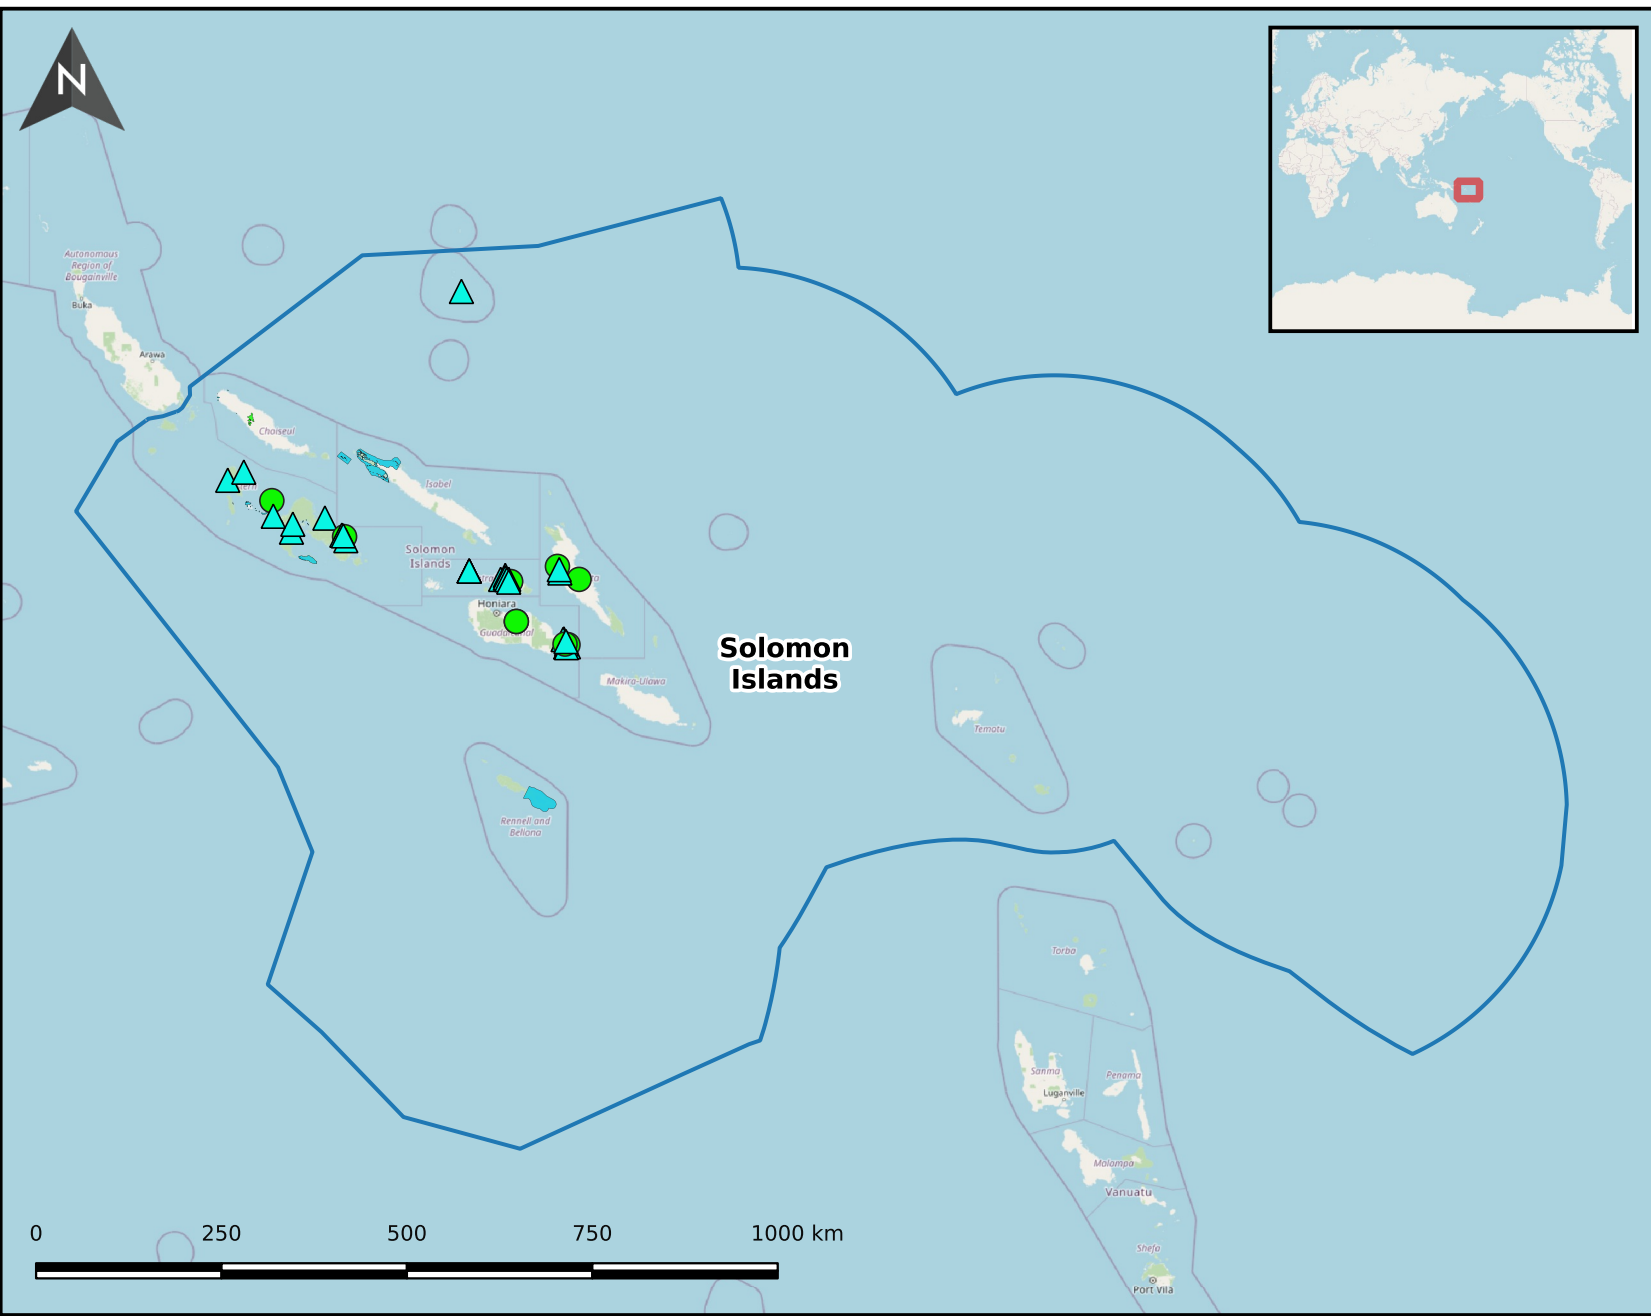 N
Autonomous
Region of
Bougainville
Buka
Arawa
Choiseul
Isabel
Solomon
Islands
Honiara
Solomon
Islands
Makira-Ulawa
Temotu
Rennell and
Bellona
Torba
Sanma
Penama
Luganville
Malampa
Vanuatu
Shefa
Port Vila
0 250 500 750 1000 km